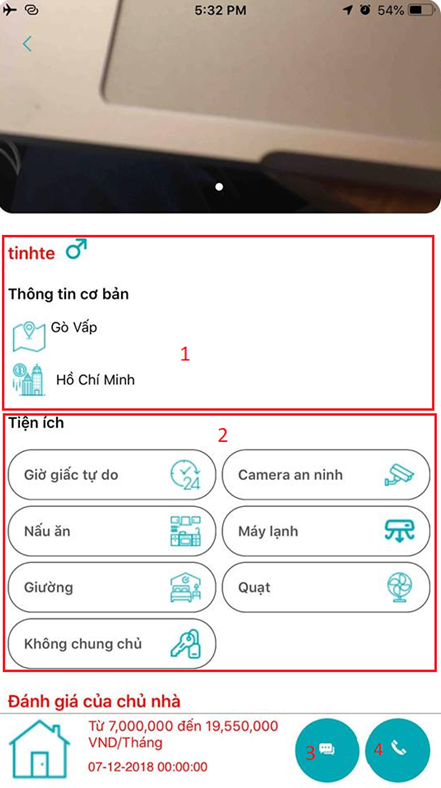 5:32 PM
54%
tinhte
Thông tin cơ bản
Gò Vấp
1
Hồ Chí Minh
Tiện ích
2
Giờ giấc tự do
24
Camera an ninh
Nấu ăn
Máy lạnh
Giường
Quạt
Không chung chủ
Đánh giá của chủ nhà
Từ 7,000,000 đến 19,550,000
VND/Tháng
07-12-2018 00:00:00
3
4